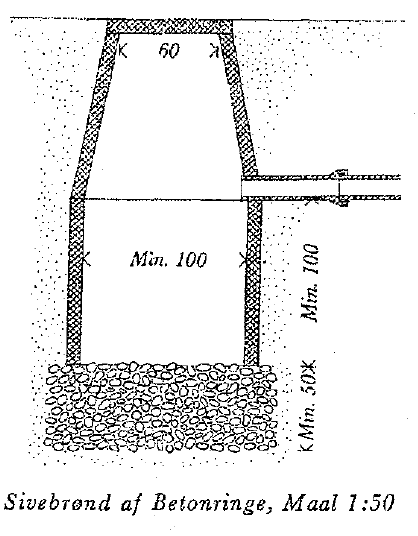 60
Min. 100
Min. 100
Min. 50
Sivebrønd af Betonringe, Maal 1:50